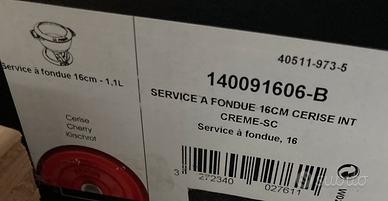 Service à fondue 16cm - 1,1L
Cerise
Cherry
Kirschrot
40511-973-5
140091606-B
SERVICE A FONDUE 16CM CERISE INT
CREME-SC
Service à fondue, 16
3 272340 027611